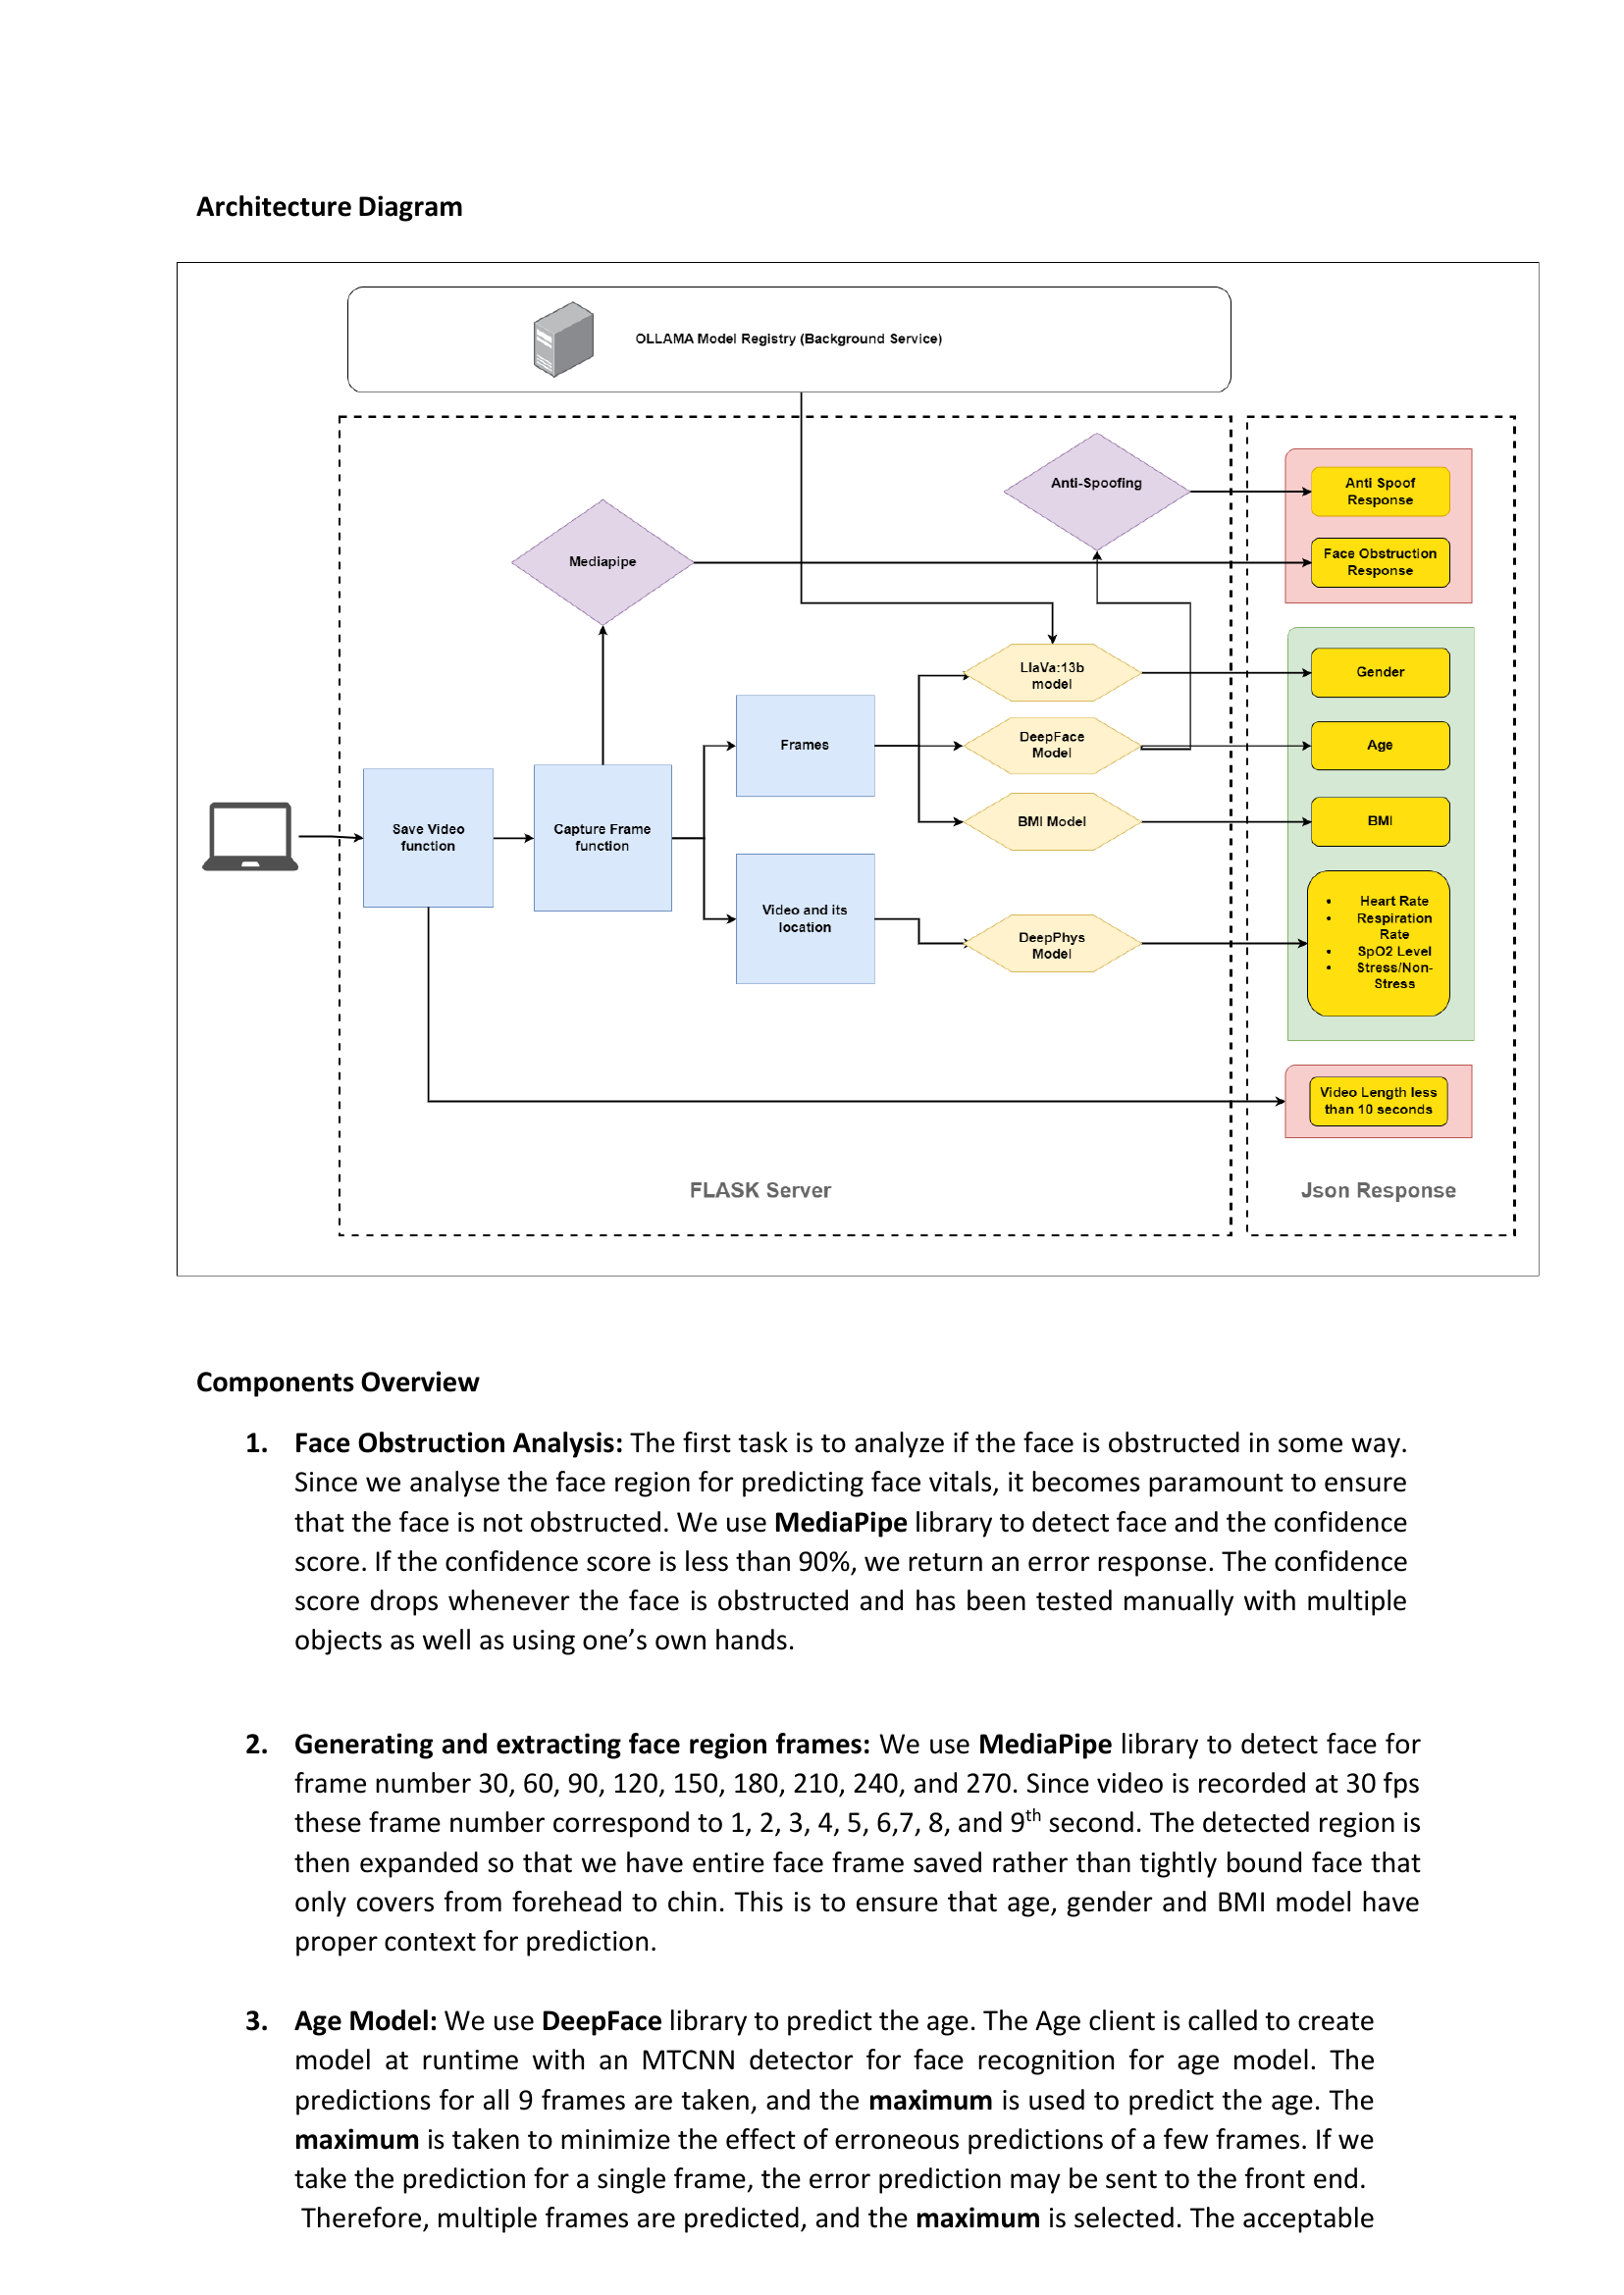 Architecture Diagram
OLLAMA Model Registry (Background Service)
Anti-Spoofing
Anti Spoof
Response
Mediapipe
Face Obstruction
Response
LlaVa:13b
model
Gender
Frames
DeepFace
Model
Age
Save Video
function
Capture Frame
function
BMI Model
BMI
Video and its
location
DeepPhys
Model
• Heart Rate
• Respiration
Rate
• SpO2 Level
• Stress/Non-
Stress
Video Length less
than 10 seconds
FLASK Server
Json Response
Components Overview
1. Face Obstruction Analysis: The first task is to analyze if the face is obstructed in some way.
Since we analyse the face region for predicting face vitals, it becomes paramount to ensure
that the face is not obstructed. We use MediaPipe library to detect face and the confidence
score. If the confidence score is less than 90%, we return an error response. The confidence
score drops whenever the face is obstructed and has been tested manually with multiple
objects as well as using one’s own hands.
2. Generating and extracting face region frames: We use MediaPipe library to detect face for
frame number 30, 60, 90, 120, 150, 180, 210, 240, and 270. Since video is recorded at 30 fps
these frame number correspond to 1, 2, 3, 4, 5, 6,7, 8, and 9th second. The detected region is
then expanded so that we have entire face frame saved rather than tightly bound face that
only covers from forehead to chin. This is to ensure that age, gender and BMI model have
proper context for prediction.
3. Age Model: We use DeepFace library to predict the age. The Age client is called to create
model at runtime with an MTCNN detector for face recognition for age model. The
predictions for all 9 frames are taken, and the maximum is used to predict the age. The
maximum is taken to minimize the effect of erroneous predictions of a few frames. If we
take the prediction for a single frame, the error prediction may be sent to the front end.
Therefore, multiple frames are predicted, and the maximum is selected. The acceptable